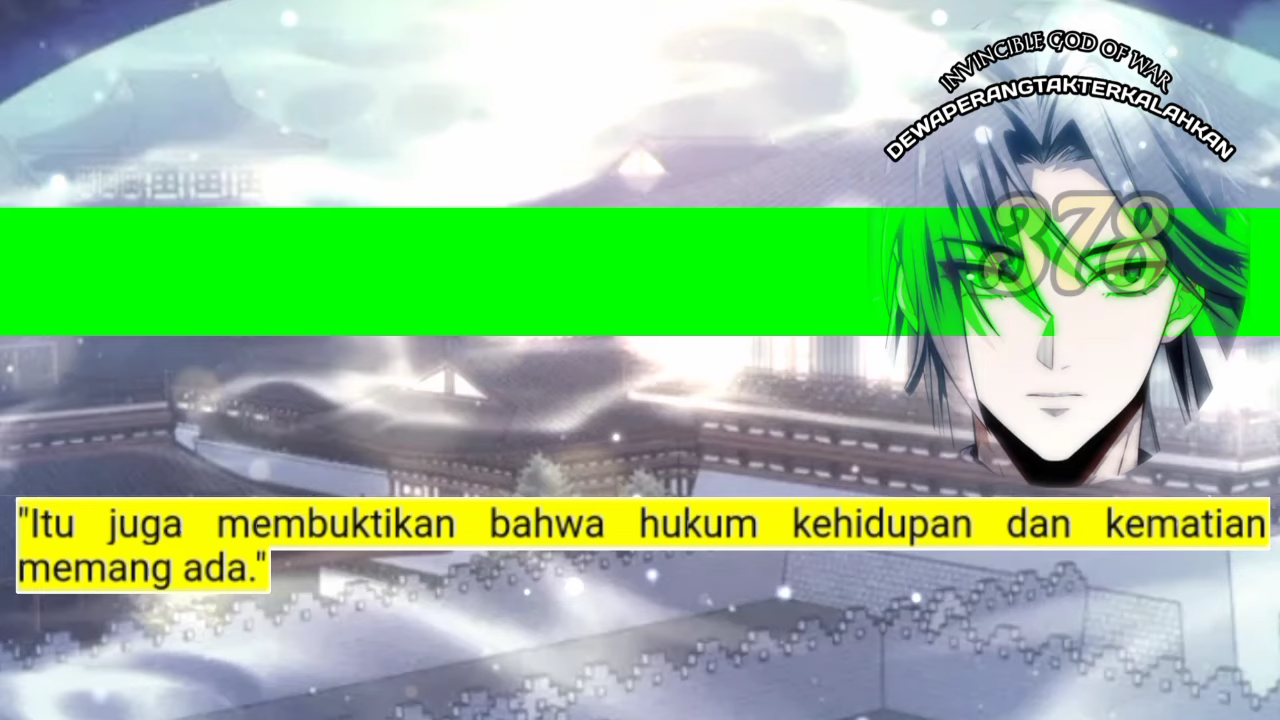 INVINCIBLE GOD OF WAR
DEWAPERANGTAKTERKALAHKAN
378
"Itu juga membuktikan bahwa hukum kehidupan dan kematian
memang ada."